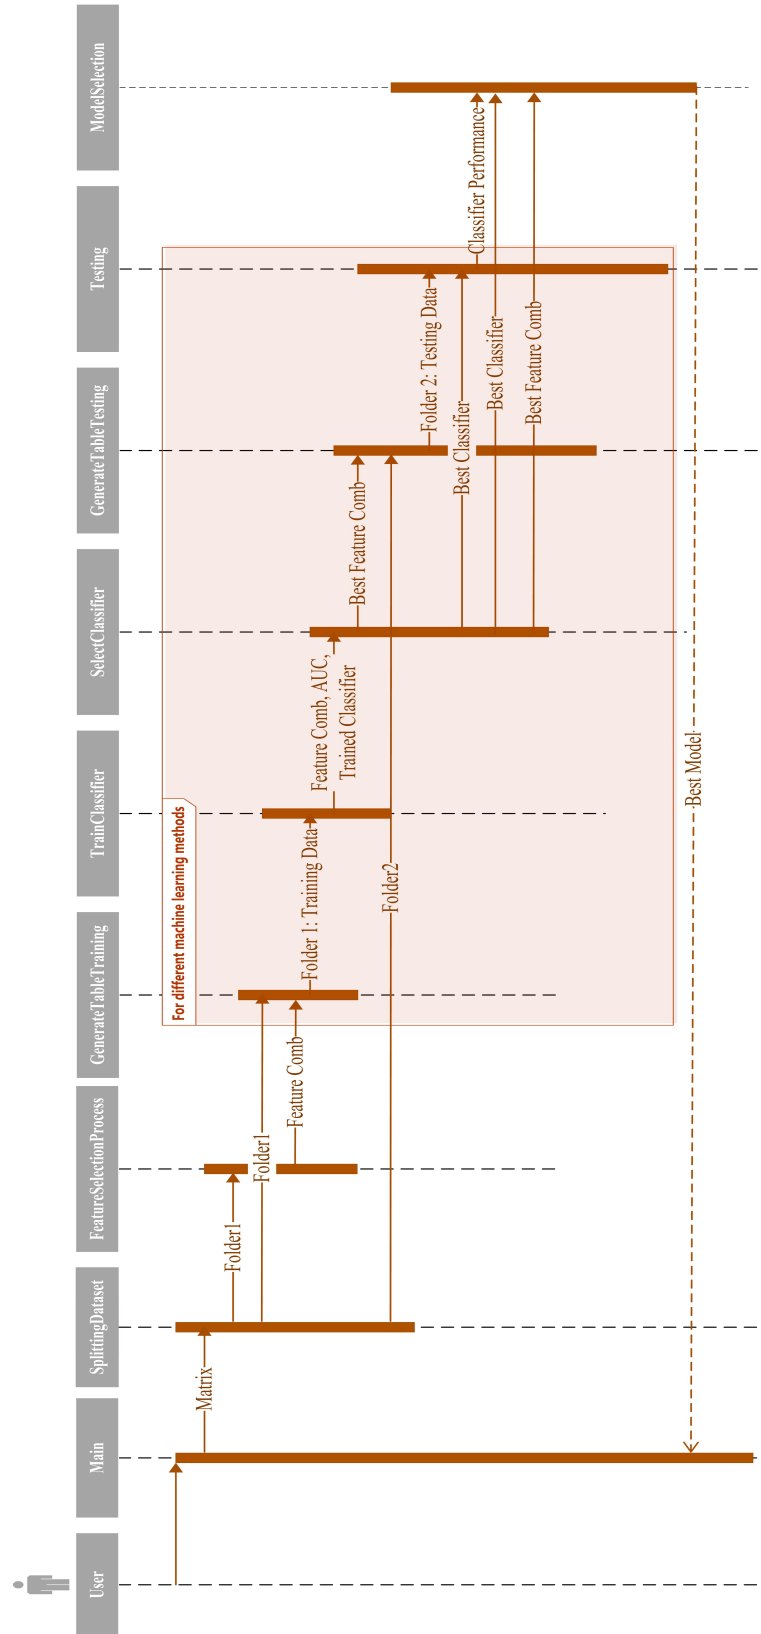 User
Main
SplittingDataset
FeatureSelectionProcess
GenerateTableTraining
TrainClassifier
SelectClassifier
GenerateTableTesting
Testing
ModelSelection
For different machine learning methods
Matrix
Folder1
Folder1
Feature Comb
Folder 1: Training Data
Feature Comb, AUC,
Trained Classifier
Best Feature Comb
Folder2
Folder 2: Testing Data
Best Classifier
Classifier Performance
Best Classifier
Best Feature Comb
Best Model